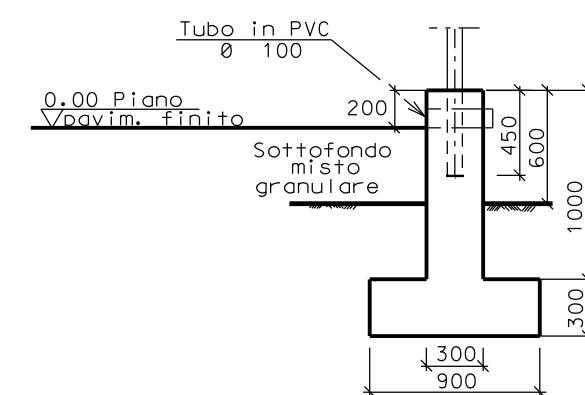 Tubo in PVC
Ø 100
0.00 Piano
pavim. finito
200
Sottofondo
misto
granulare
450
600
1000
300
300
900